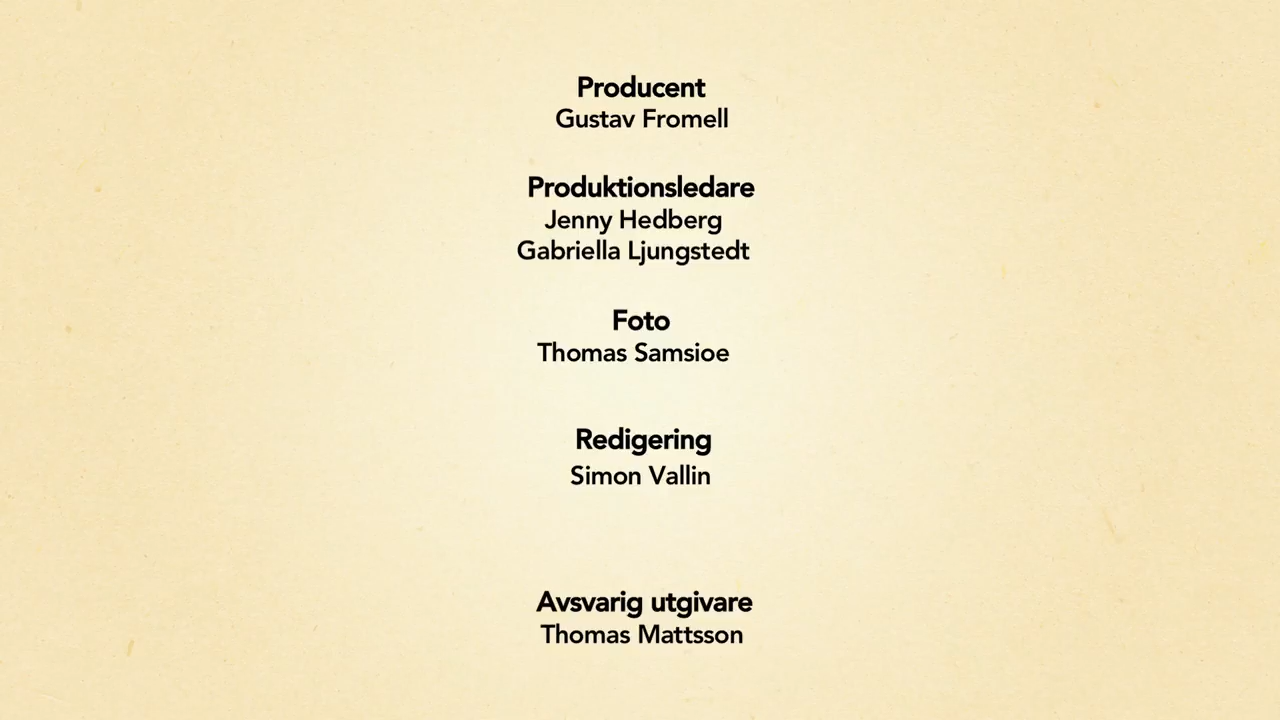 Producent
Gustav Fromell
Produktionsledare
Jenny Hedberg
Gabriella Ljungstedt
Foto
Thomas Samsioe
Redigering
Simon Vallin
Avsvarig utgivare
Thomas Mattsson